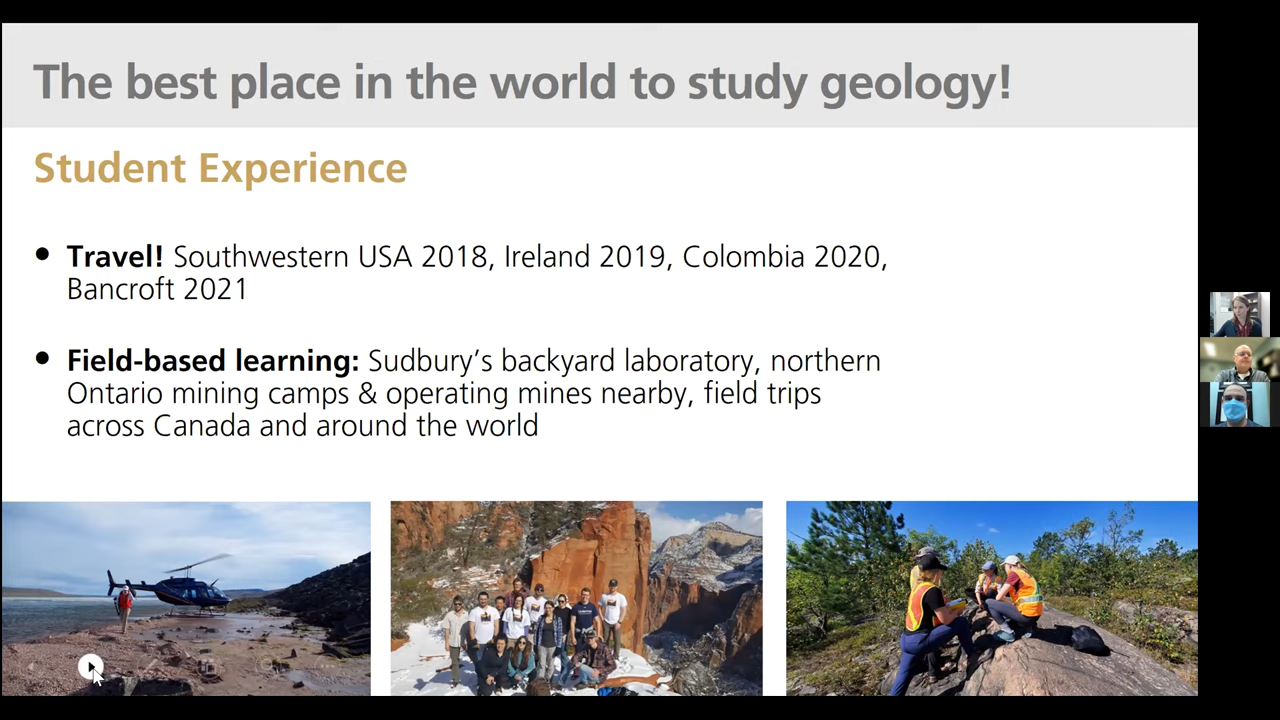 The best place in the world to study geology!
Student Experience
• Travel! Southwestern USA 2018, Ireland 2019, Colombia 2020,
Bancroft 2021
• Field-based learning: Sudbury’s backyard laboratory, northern
Ontario mining camps & operating mines nearby, field trips
across Canada and around the world